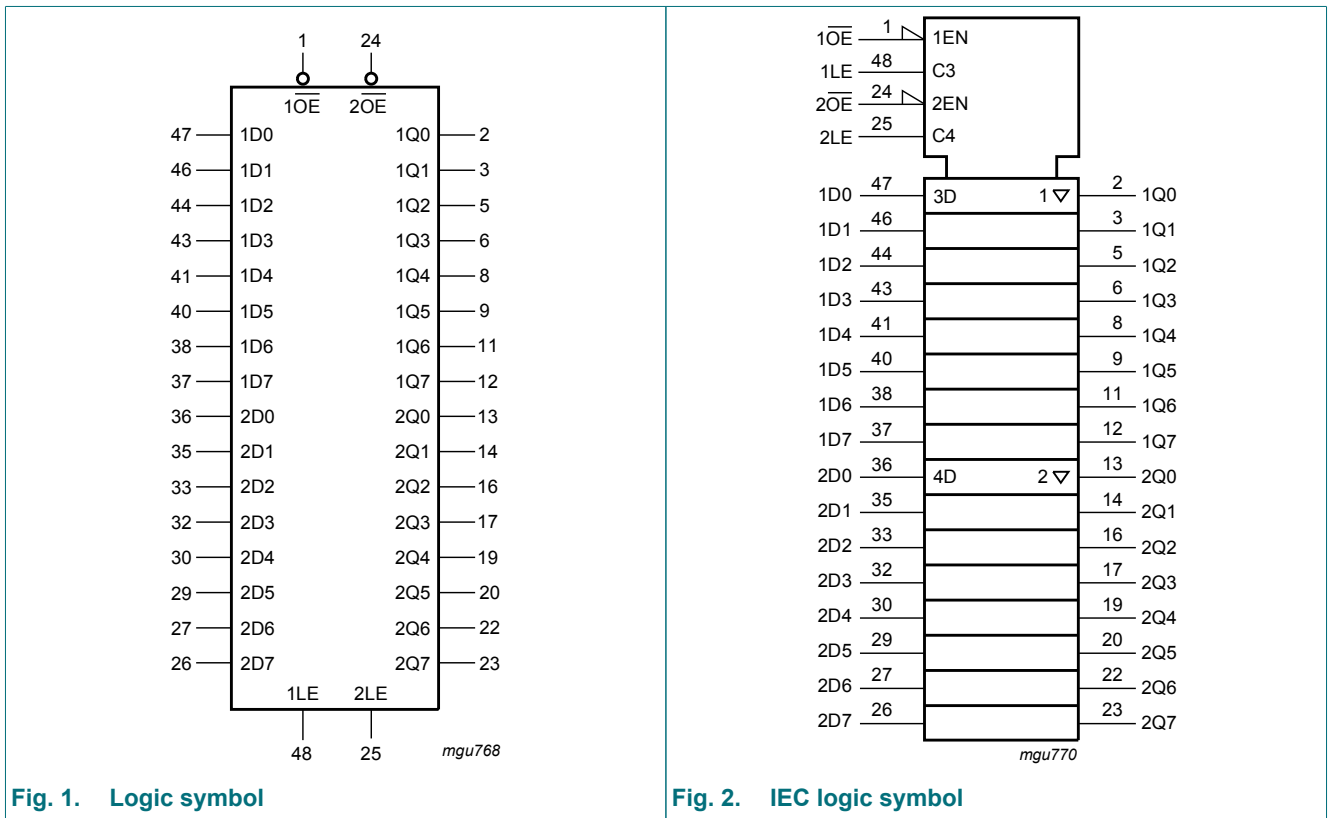 1 24
1OE 2OE
47 1D0 1Q0 2
46 1D1 1Q1 3
44 1D2 1Q2 5
43 1D3 1Q3 6
41 1D4 1Q4 8
40 1D5 1Q5 9
38 1D6 1Q6 11
37 1D7 1Q7 12
36 2D0 2Q0 13
35 2D1 2Q1 14
33 2D2 2Q2 16
32 2D3 2Q3 17
30 2D4 2Q4 19
29 2D5 2Q5 20
27 2D6 2Q6 22
26 2D7 2Q7 23
1LE 2LE
48 25 mgu768
Fig. 1. Logic symbol
1OE 1 1EN
1LE 48 C3
2OE 24 2EN
2LE 25 C4
1D0 47 3D 1 ▽ 2 1Q0
1D1 46 3 1Q1
1D2 44 5 1Q2
1D3 43 6 1Q3
1D4 41 8 1Q4
1D5 40 9 1Q5
1D6 38 11 1Q6
1D7 37 12 1Q7
2D0 36 4D 2 ▽ 13 2Q0
2D1 35 14 2Q1
2D2 33 16 2Q2
2D3 32 17 2Q3
2D4 30 19 2Q4
2D5 29 20 2Q5
2D6 27 22 2Q6
2D7 26 23 2Q7
mgu770
Fig. 2. IEC logic symbol